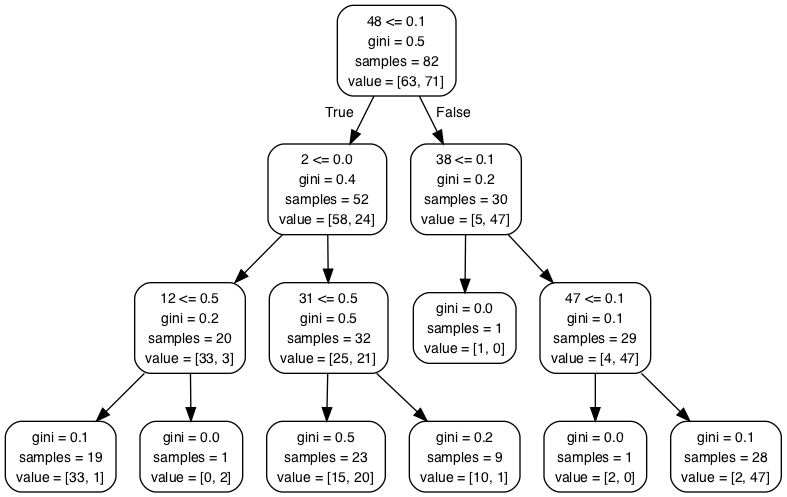 48 <= 0.1
gini = 0.5
samples = 82
value = [63, 71]
True
False
2 <= 0.0
gini = 0.4
samples = 52
value = [58, 24]
38 <= 0.1
gini = 0.2
samples = 30
value = [5, 47]
12 <= 0.5
gini = 0.2
samples = 20
value = [33, 3]
31 <= 0.5
gini = 0.5
samples = 32
value = [25, 21]
gini = 0.0
samples = 1
value = [1, 0]
47 <= 0.1
gini = 0.1
samples = 29
value = [4, 47]
gini = 0.1
samples = 19
value = [33, 1]
gini = 0.0
samples = 1
value = [0, 2]
gini = 0.5
samples = 23
value = [15, 20]
gini = 0.2
samples = 9
value = [10, 1]
gini = 0.0
samples = 1
value = [2, 0]
gini = 0.1
samples = 28
value = [2, 47]